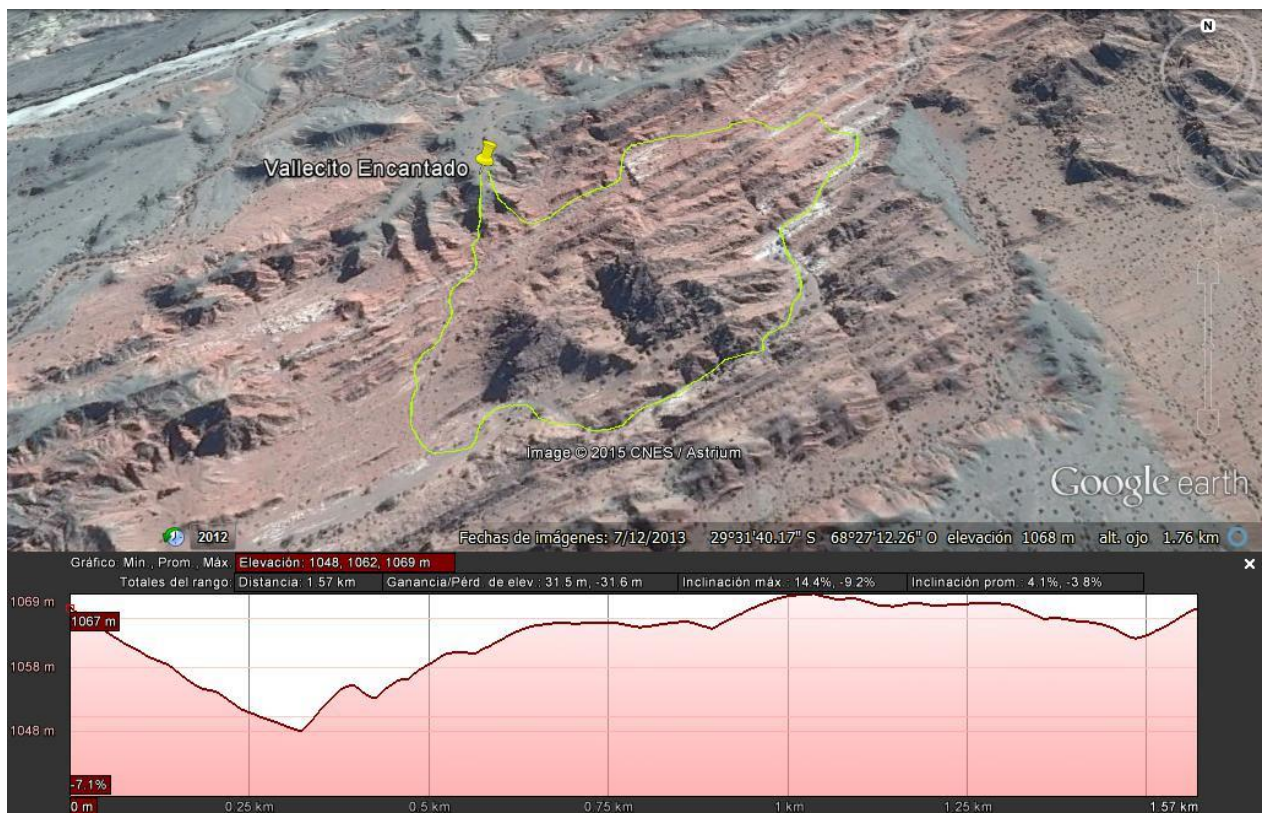 N
Vallecito Encantado
Image © 2015 CNES / Astrium
Google earth
2012
Fechas de imágenes: 7/12/2013 29°31'40.17" S 68°27'12.26" O elevación 1068 m alt. ojo 1.76 km
Gráfico: Mín., Prom., Máx. Elevación: 1048, 1062, 1069 m
Totales del rango: Distancia: 1.57 km Ganancia/Pérd. de elev.: 31.5 m, -31.6 m Inclinación máx.: 14.4%, -9.2% Inclinación prom.: 4.1%, -3.8%
1069 m
1067 m
1058 m
1048 m
-7.1%
0 m 0.25 km 0.5 km 0.75 km 1 km 1.25 km 1.57 km